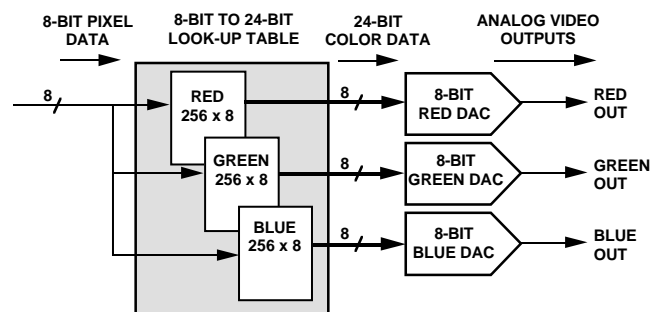 8-BIT PIXEL
DATA
8-BIT TO 24-BIT
LOOK-UP TABLE
24-BIT
COLOR DATA
ANALOG VIDEO
OUTPUTS
8
RED
256 x 8
8
8-BIT
RED DAC
RED
OUT
GREEN
256 x 8
8
8-BIT
GREEN DAC
GREEN
OUT
BLUE
256 x 8
8
8-BIT
BLUE DAC
BLUE
OUT